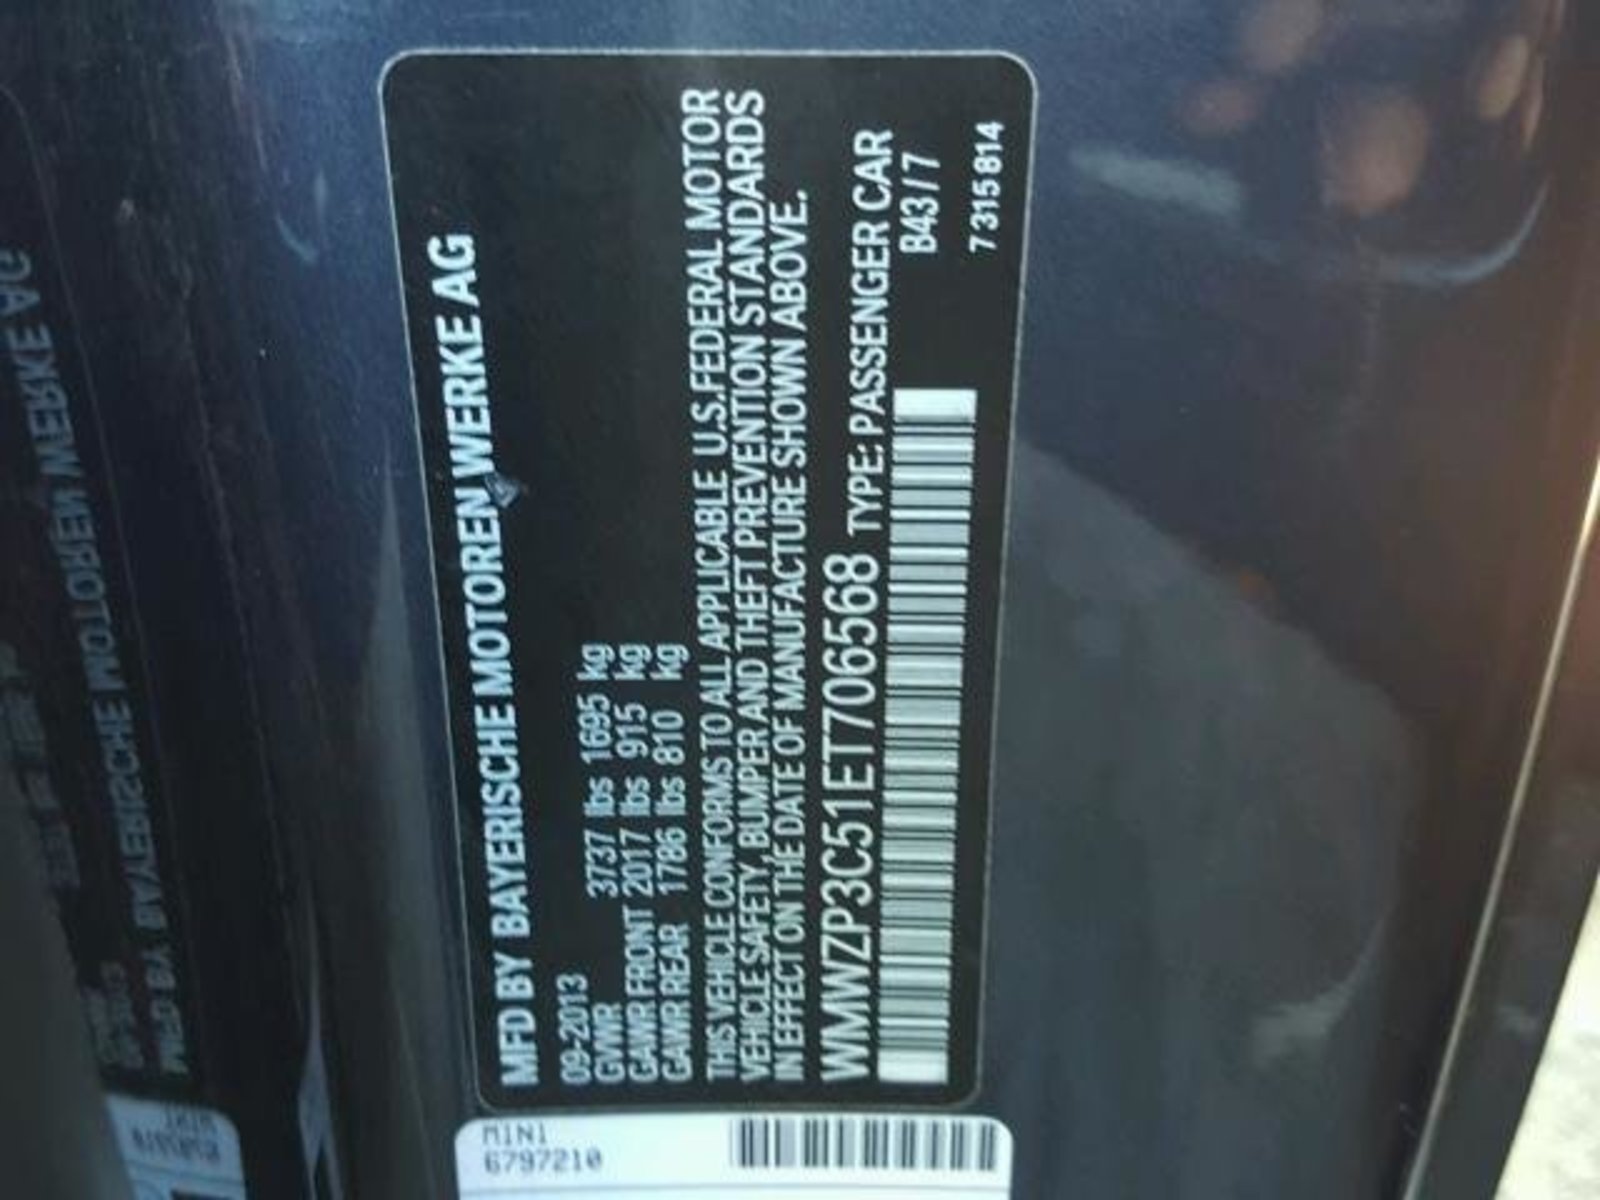 MFD BY BAYERISCHE MOTOREN WERKE AG
09-2013
GVWR 3737 lbs 1695 kg
GAWR FRONT 2017 lbs 915 kg
GAWR REAR 1786 lbs 810 kg
THIS VEHICLE CONFORMS TO ALL APPLICABLE U.S.FEDERAL MOTOR
VEHICLE SAFETY, BUMPER AND THEFT PREVENTION STANDARDS
IN EFFECT ON THE DATE OF MANUFACTURE SHOWN ABOVE.
WMWZP3C51ET706568 TYPE: PASSENGER CAR
B43/7
7315814
MINI
6797210